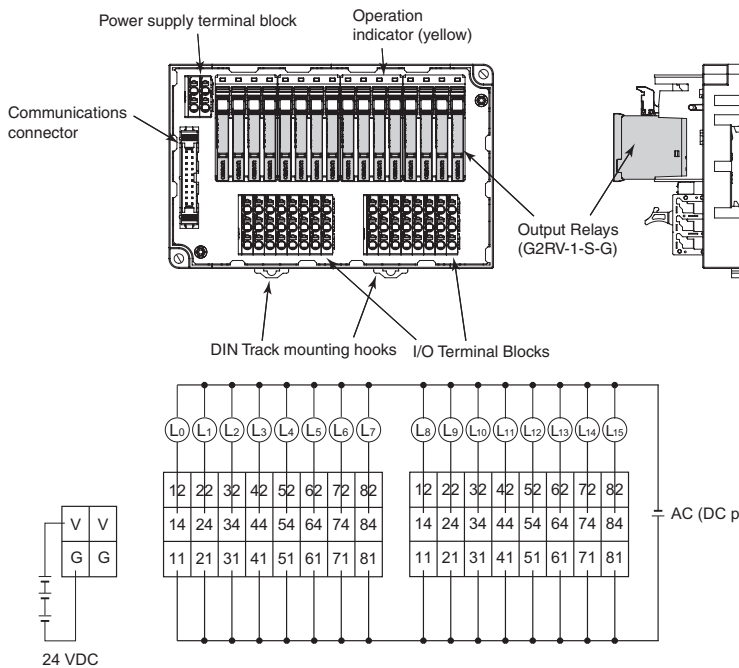 Power supply terminal block
Operation
indicator (yellow)
Communications
connector
Output Relays
(G2RV-1-S-G)
DIN Track mounting hooks
I/O Terminal Blocks
L0 L1 L2 L3 L4 L5 L6 L7 L8 L9 L10 L11 L12 L13 L14 L15
12 22 32 42 52 62 72 82 12 22 32 42 52 62 72 82
V V 14 24 34 44 54 64 74 84 14 24 34 44 54 64 74 84 AC (DC p
G G 11 21 31 41 51 61 71 81 11 21 31 41 51 61 71 81
24 VDC